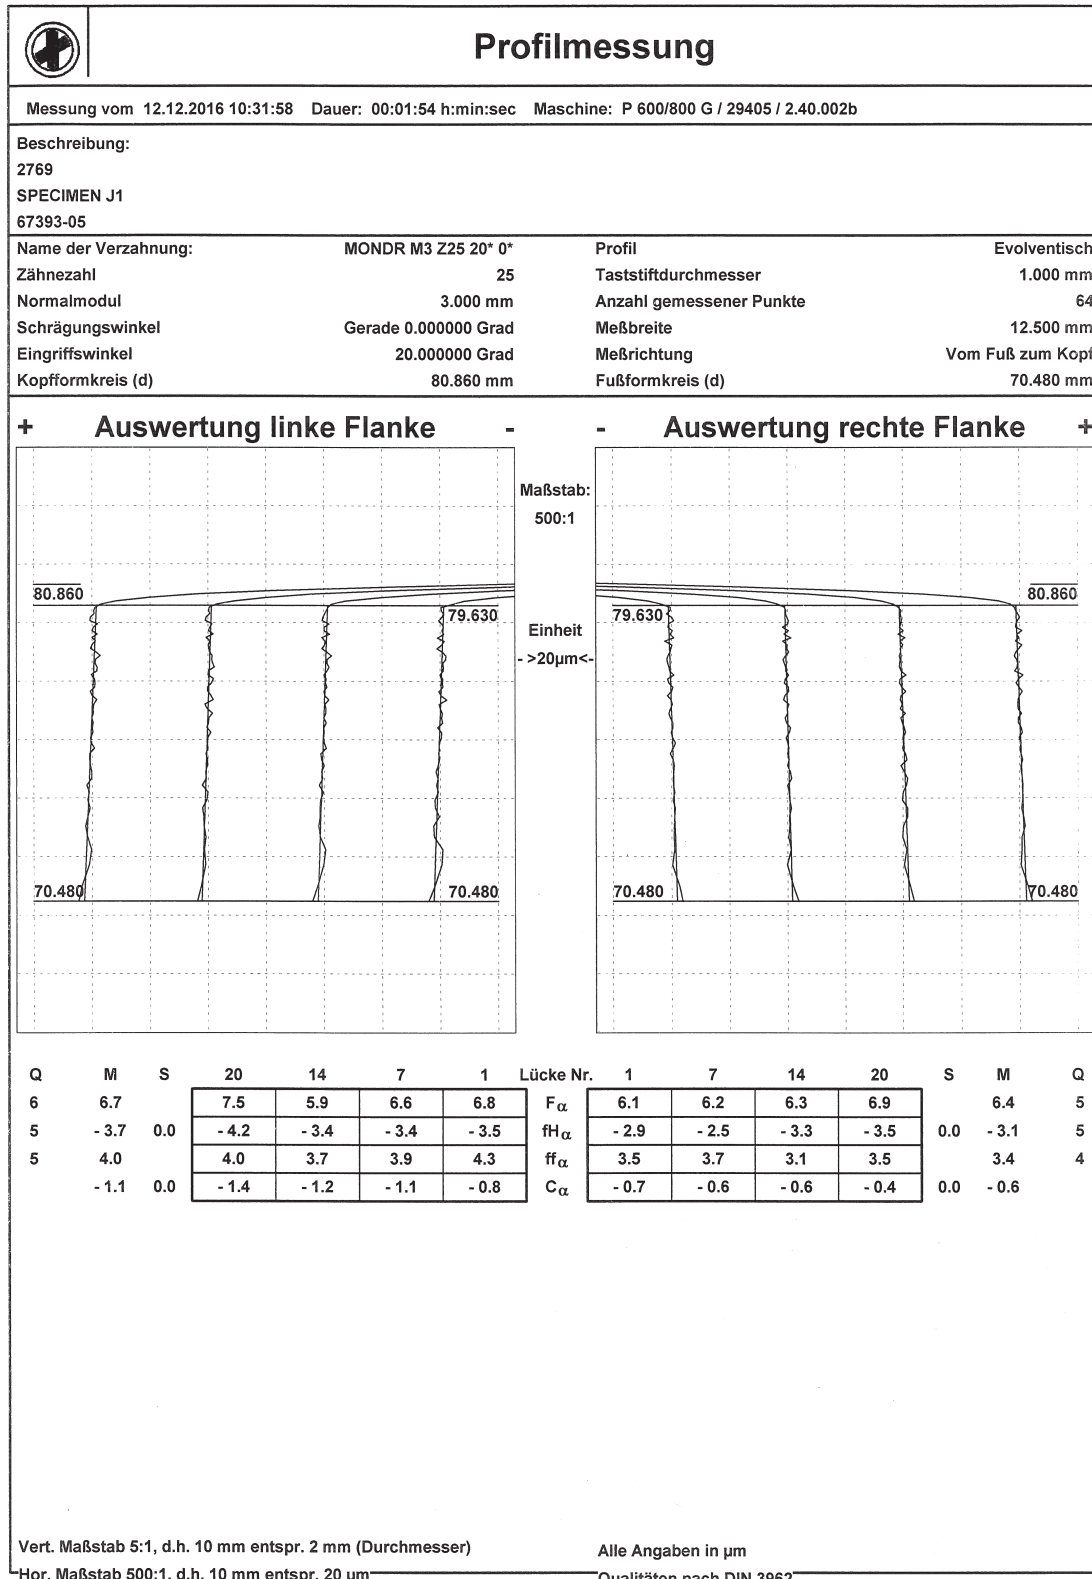 Profilmessung
Messung vom 12.12.2016 10:31:58 Dauer: 00:01:54 h:min:sec Maschine: P 600/800 G / 29405 / 2.40.002b
Beschreibung:
2769
SPECIMEN J1
67393-05
Name der Verzahnung: MONDR M3 Z25 20* 0* Profil Evolventisch
Zähnezahl 25 Taststiftdurchmesser 1.000 mm
Normalmodul 3.000 mm Anzahl gemessener Punkte 64
Schrägungswinkel Gerade 0.000000 Grad Meßbreite 12.500 mm
Eingriffswinkel 20.000000 Grad Meßrichtung Vom Fuß zum Kopf
Kopfformkreis (d) 80.860 mm Fußformkreis (d) 70.480 mm
+ Auswertung linke Flanke - - Auswertung rechte Flanke +
Maßstab:
500:1
80.860 80.860
79.630 79.630
Einheit
- >20µm<-
70.480 70.480 70.480 70.480
Q M S 20 14 7 1 Lücke Nr. 1 7 14 20 S M Q
6 6.7 7.5 5.9 6.6 6.8 Fα 6.1 6.2 6.3 6.9 6.4 5
5 - 3.7 0.0 - 4.2 - 3.4 - 3.4 - 3.5 fHα - 2.9 - 2.5 - 3.3 - 3.5 0.0 - 3.1 5
5 4.0 4.0 3.7 3.9 4.3 ffα 3.5 3.7 3.1 3.5 3.4 4
- 1.1 0.0 - 1.4 - 1.2 - 1.1 - 0.8 Cα - 0.7 - 0.6 - 0.6 - 0.4 0.0 - 0.6
Vert. Maßstab 5:1, d.h. 10 mm entspr. 2 mm (Durchmesser) Alle Angaben in µm
Hor. Maßstab 500:1, d.h. 10 mm entspr. 20 µm Qualitäten nach DIN 3962